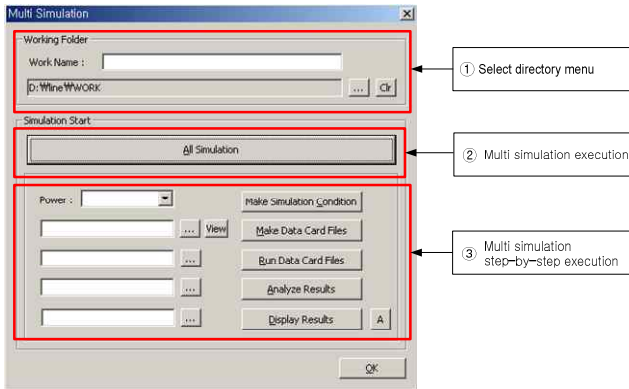 Multi Simulation
Working Folder
Work Name :
① Select directory menu
D:₩line₩WORK
...
Clr
Simulation Start
All Simulation
② Multi simulation execution
Power :
Make Simulation Condition
...
View
Make Data Card Files
...
Run Data Card Files
③ Multi simulation
step-by-step execution
...
Analyze Results
...
Display Results
A
OK